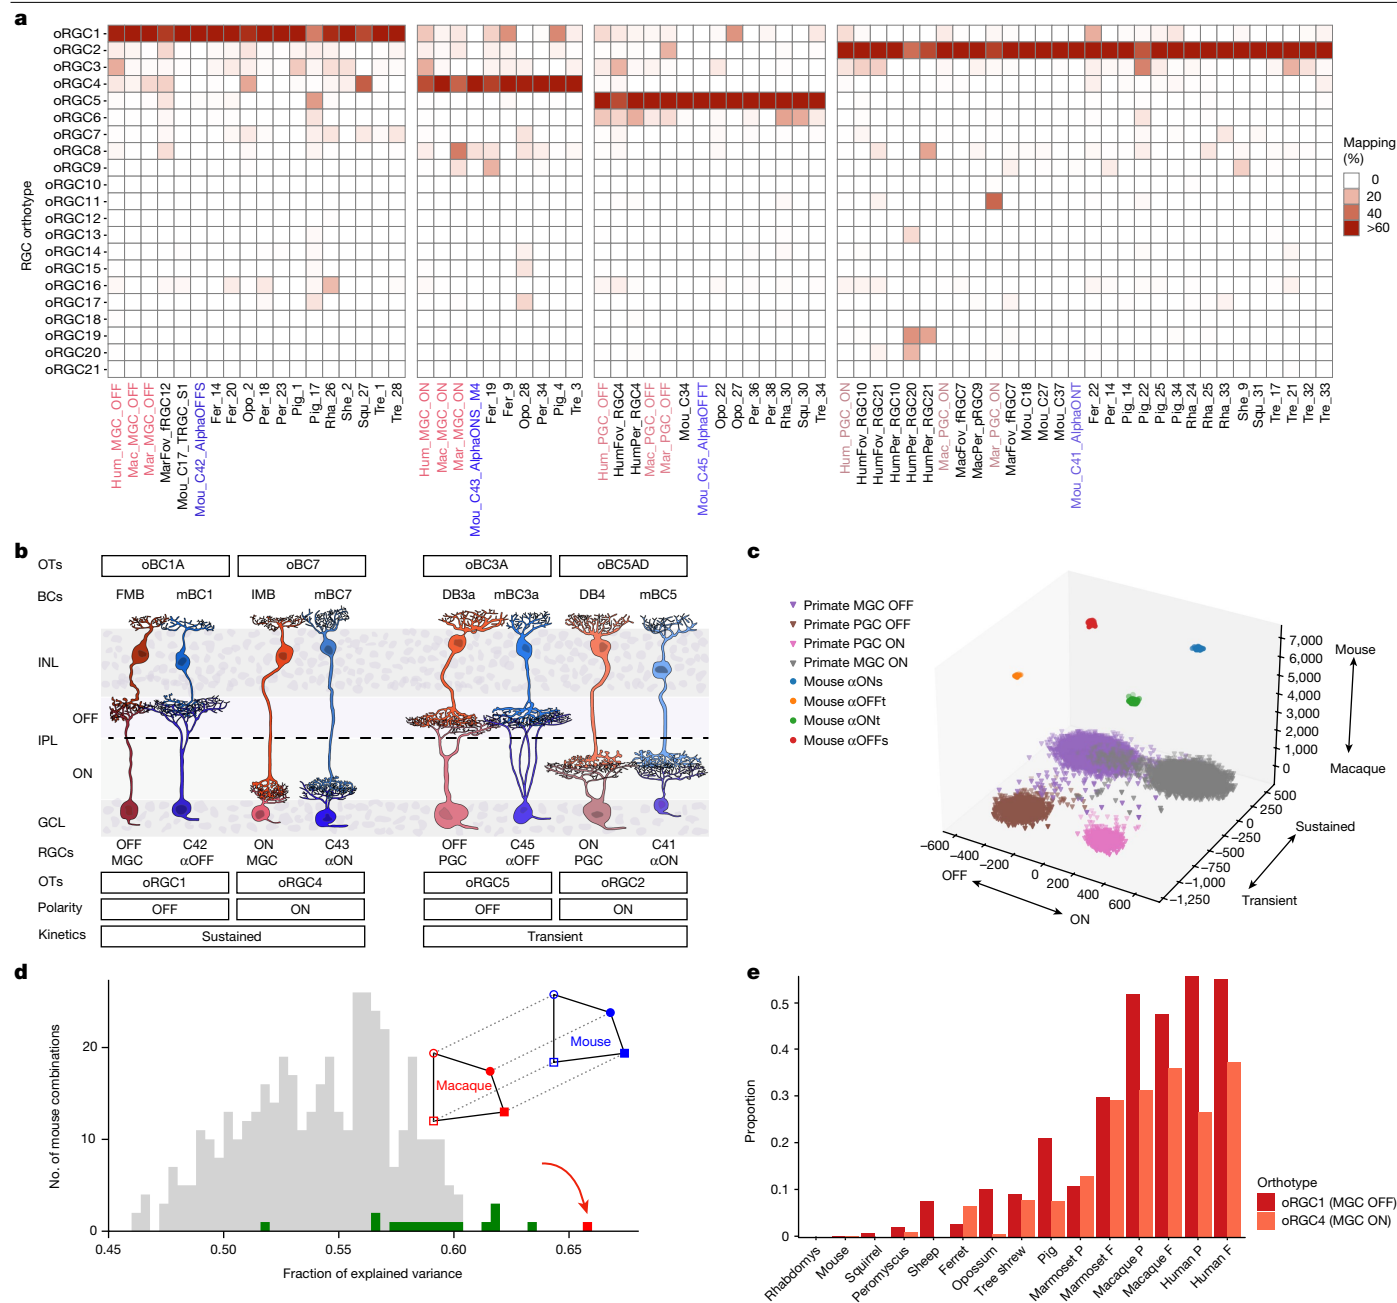 a
oRGC1
oRGC2
oRGC3
oRGC4
oRGC5
oRGC6
oRGC7
oRGC8
oRGC9
oRGC10
oRGC11
oRGC12
oRGC13
oRGC14
oRGC15
oRGC16
oRGC17
oRGC18
oRGC19
oRGC20
oRGC21
RGC orthotype
Hum_MGC_OFF
Mac_MGC_OFF
Mar_MGC_OFF
MarFov_fRGC12
Mou_C17_TRGC_S1
Mou_C42_AlphaOFFS
Fer_14
Fer_20
Opo_2
Per_18
Per_23
Pig_1
Pig_17
Rha_26
She_2
Squ_27
Tre_1
Tre_28
Hum_MGC_ON
Mac_MGC_ON
Mar_MGC_ON
Mou_C43_AlphaONS_M4
Fer_19
Fer_9
Opo_28
Per_34
Pig_4
Tre_3
Hum_PGC_OFF
HumFov_RGC4
HumPer_RGC4
Mac_PGC_OFF
Mar_PGC_OFF
Mou_C34
Mou_C45_AlphaOFFT
Opo_22
Opo_27
Per_36
Per_38
Rha_30
Squ_30
Tre_34
Hum_PGC_ON
HumFov_RGC10
HumFov_RGC21
HumPer_RGC10
HumPer_RGC20
HumPer_RGC21
Mac_PGC_ON
MacFov_fRGC7
MacPer_pRGC9
Mar_PGC_ON
MarFov_fRGC7
Mou_C18
Mou_C27
Mou_C37
Mou_C41_AlphaONT
Fer_22
Per_14
Pig_14
Pig_22
Pig_25
Pig_34
Rha_24
Rha_25
Rha_33
She_9
Squ_31
Tre_17
Tre_21
Tre_32
Tre_33
Mapping
(%)
0
20
40
>60
b
OTs
oBC1A
oBC7
oBC3A
oBC5AD
BCs
FMB
mBC1
IMB
mBC7
DB3a
mBC3a
DB4
mBC5
INL
OFF
IPL
ON
GCL
RGCs
OFF MGC
C42 αOFF
ON MGC
C43 αON
OFF PGC
C45 αOFF
ON PGC
C41 αON
OTs
oRGC1
oRGC4
oRGC5
oRGC2
Polarity
OFF
ON
OFF
ON
Kinetics
Sustained
Transient
c
Primate MGC OFF
Primate PGC OFF
Primate PGC ON
Primate MGC ON
Mouse αONs
Mouse αOFFt
Mouse αONt
Mouse αOFFs
7,000
6,000
5,000
4,000
3,000
2,000
1,000
0
Mouse
Macaque
500
250
0
−250
−500
−750
−1,000
−1,250
Sustained
Transient
−600
−400
−200
0
200
400
600
OFF
ON
d
No. of mouse combinations
20
10
0
0.45
0.50
0.55
0.60
0.65
Fraction of explained variance
Macaque
Mouse
e
Proportion
0.5
0.4
0.3
0.2
0.1
0
Rhabdomys
Mouse
Squirrel
Peromyscus
Sheep
Ferret
Opossum
Tree shrew
Pig
Marmoset P
Marmoset F
Macaque P
Macaque F
Human P
Human F
Orthotype
oRGC1 (MGC OFF)
oRGC4 (MGC ON)